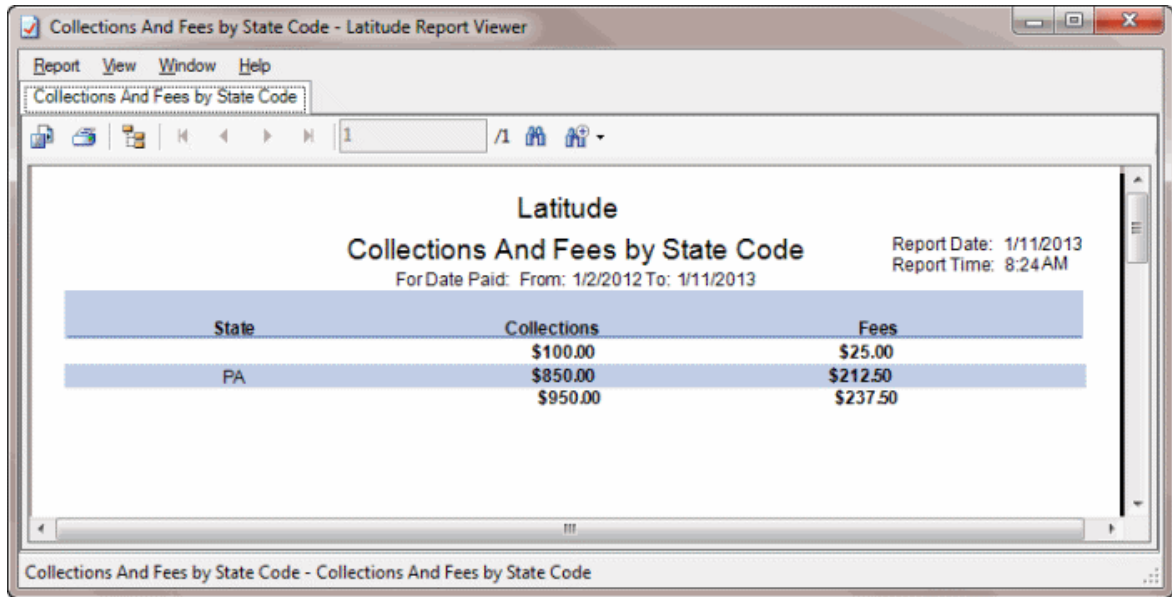 Collections And Fees by State Code - Latitude Report Viewer
Report View Window Help
Collections And Fees by State Code
1 /1
Latitude
Collections And Fees by State Code
Report Date: 1/11/2013
Report Time: 8:24AM
For Date Paid: From: 1/2/2012 To: 1/11/2013
State Collections Fees
$100.00 $25.00
PA $850.00 $212.50
$950.00 $237.50
Collections And Fees by State Code - Collections And Fees by State Code